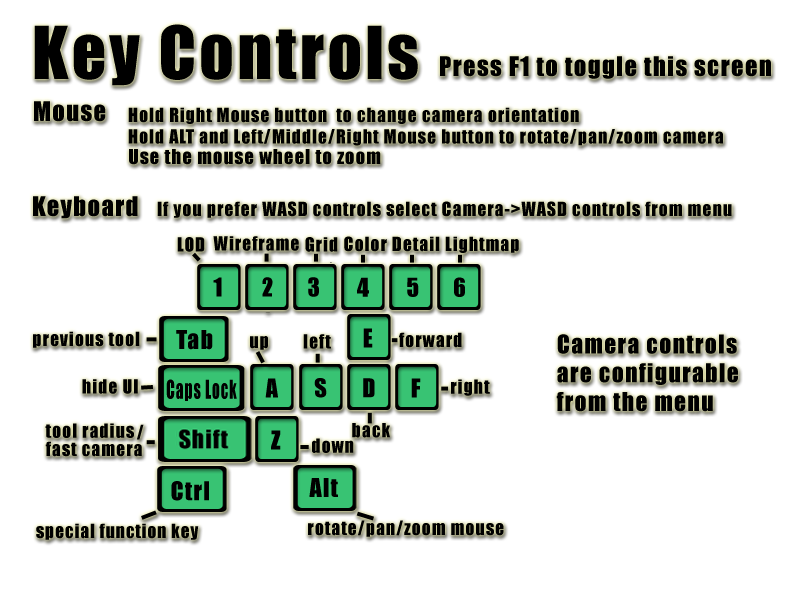 Key Controls Press F1 to toggle this screen
Mouse Hold Right Mouse button to change camera orientation
Hold ALT and Left/Middle/Right Mouse button to rotate/pan/zoom camera
Use the mouse wheel to zoom
Keyboard If you prefer WASD controls select Camera->WASD controls from menu
LOD Wireframe Grid Color Detail Lightmap
1 2 3 4 5 6
previous tool Tab up left E forward
Camera controls
are configurable
from the menu
hide UI Caps Lock A S D F right
back
tool radius/
fast camera Shift Z down
Ctrl Alt
special function key rotate/pan/zoom mouse